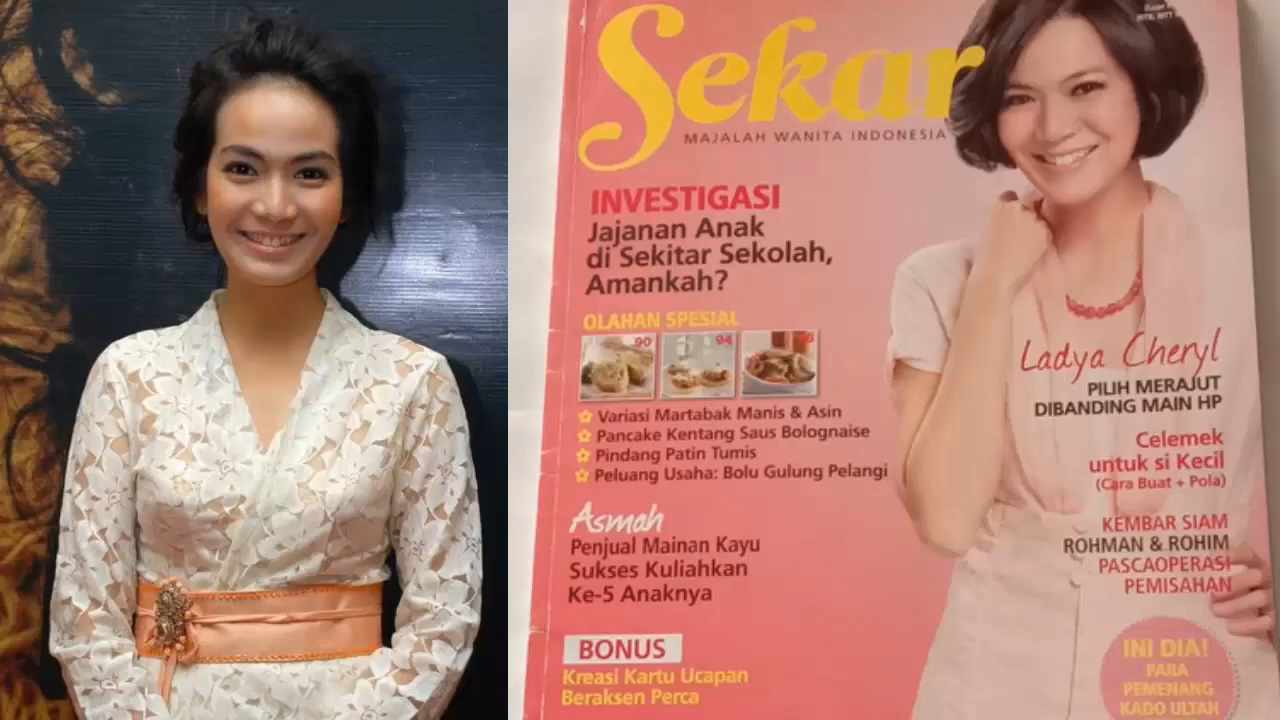 Sekar
MAJALAH WANITA INDONESIA
INVESTIGASI
Jajanan Anak
di Sekitar Sekolah,
Amankah?
OLAHAN SPESIAL
90 94
Variasi Martabak Manis & Asin
Pancake Kentang Saus Bolognaise
Pindang Patin Tumis
Peluang Usaha: Bolu Gulung Pelangi
Asmah
Penjual Mainan Kayu
Sukses Kuliahkan
Ke-5 Anaknya
BONUS
Kreasi Kartu Ucapan
Beraksen Perca
Ladya Cheryl
PILIH MERAJUT
DIBANDING MAIN HP
Celemek
untuk si Kecil
(Cara Buat + Pola)
KEMBAR SIAM
ROHMAN & ROHIM
PASCAOPERASI
PEMISAHAN
INI DIA!
PARA
PEMENANG
KADO ULTAH